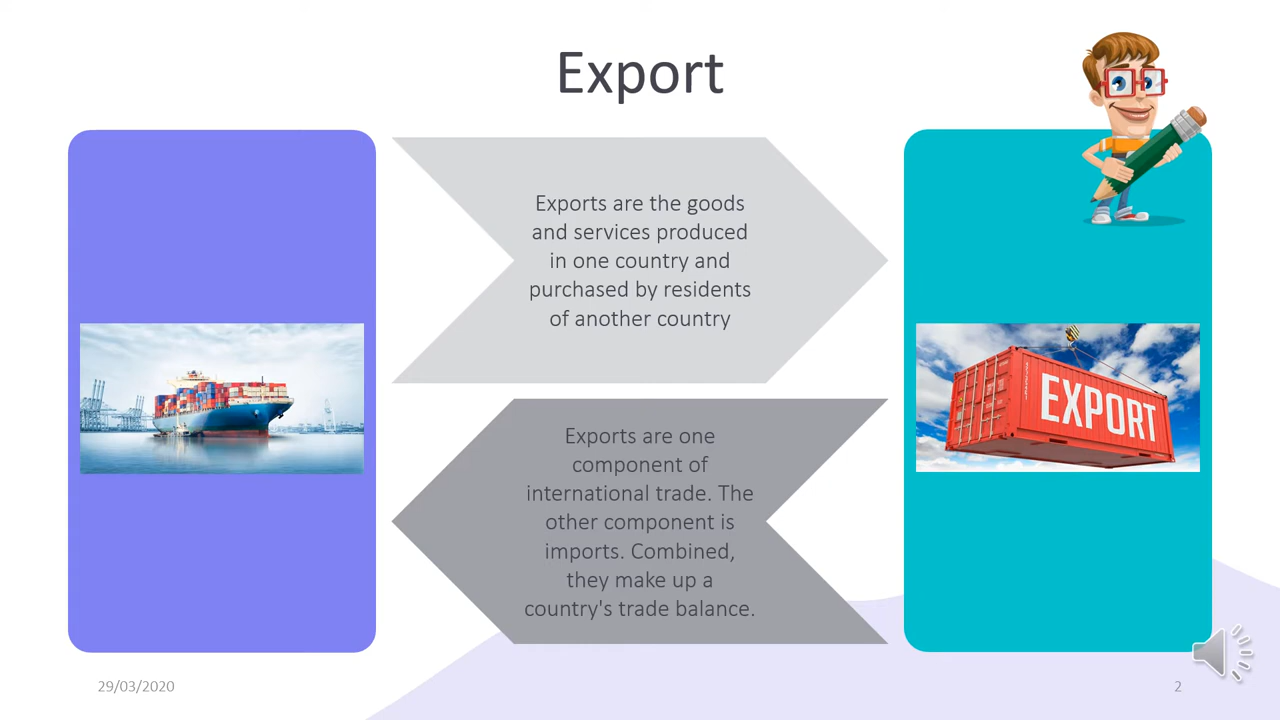 Export
Exports are the goods
and services produced
in one country and
purchased by residents
of another country
EXPORT
Exports are one
component of
international trade. The
other component is
imports. Combined,
they make up a
country's trade balance.
29/03/2020
2